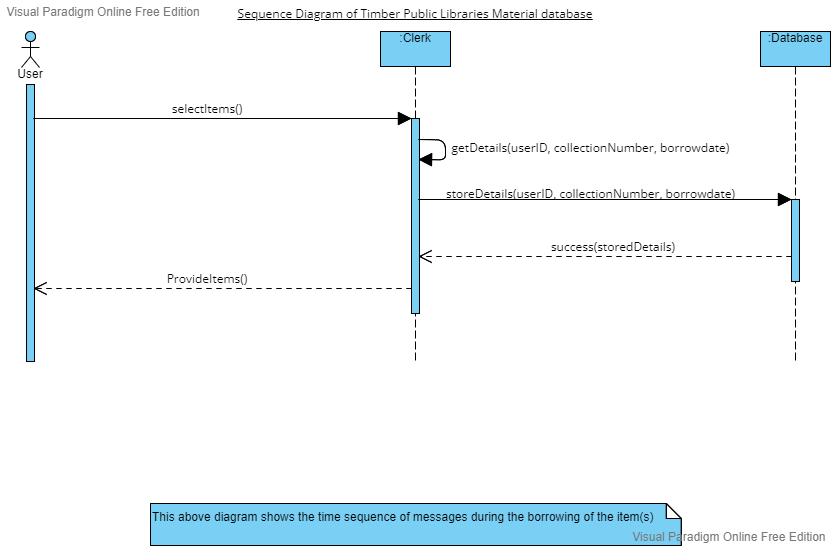 Visual Paradigm Online Free Edition
Sequence Diagram of Timber Public Libraries Material database
:Clerk
:Database
User
selectItems()
getDetails(userID, collectionNumber, borrowdate)
storeDetails(userID, collectionNumber, borrowdate)
success(storedDetails)
ProvideItems()
This above diagram shows the time sequence of messages during the borrowing of the item(s)
Visual Paradigm Online Free Edition